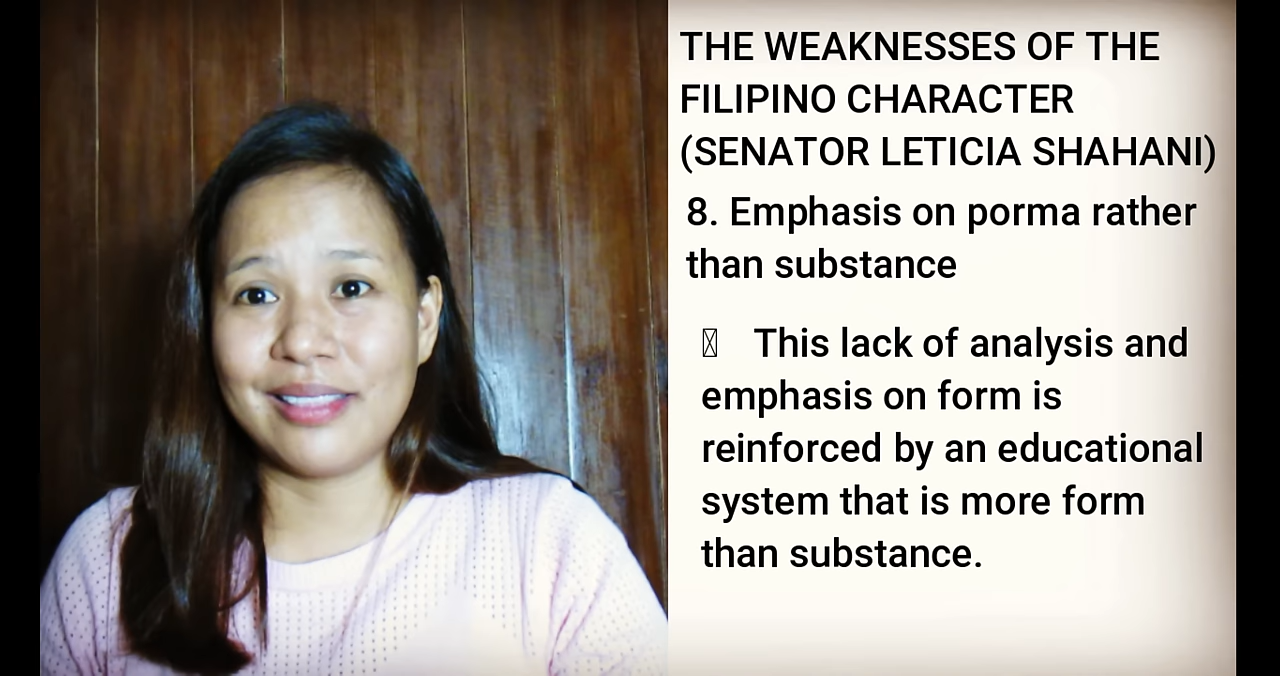 THE WEAKNESSES OF THE
FILIPINO CHARACTER
(SENATOR LETICIA SHAHANI)
8. Emphasis on porma rather
than substance
This lack of analysis and
emphasis on form is
reinforced by an educational
system that is more form
than substance.